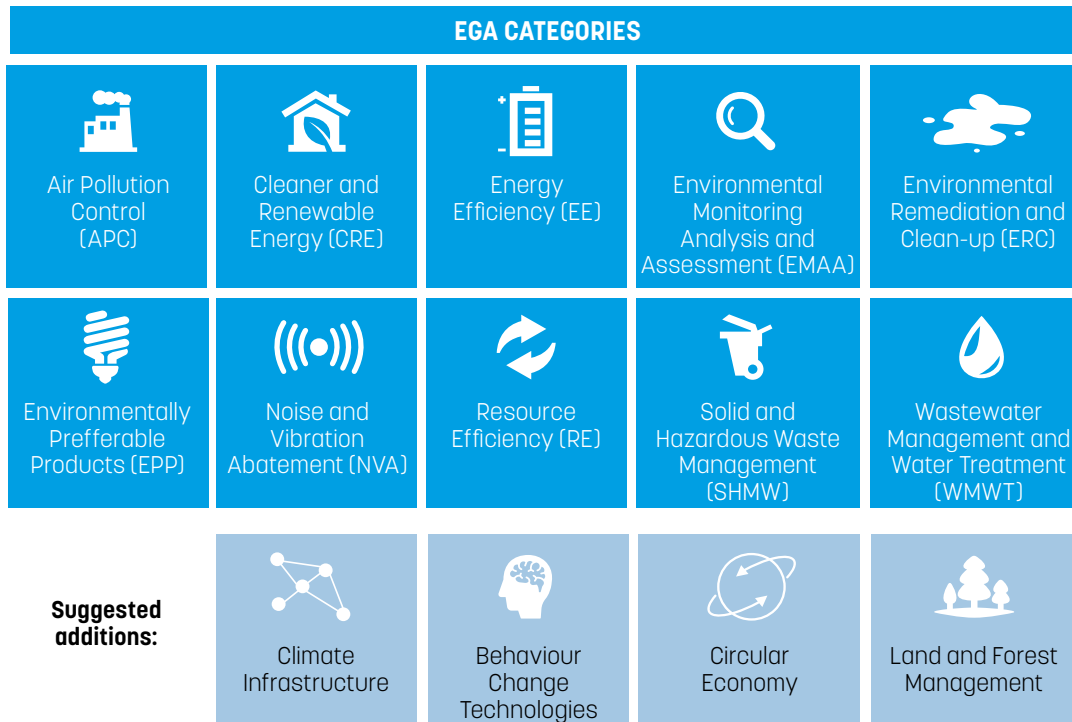 EGA CATEGORIES
Air Pollution
Control
(APC)
Cleaner and
Renewable
Energy (CRE)
Energy
Efficiency (EE)
Environmental
Monitoring
Analysis and
Assessment (EMAA)
Environmental
Remediation and
Clean-up (ERC)
Environmentally
Prefferable
Products (EPP)
Noise and
Vibration
Abatement (NVA)
Resource
Efficiency (RE)
Solid and
Hazardous Waste
Management
(SHMW)
Wastewater
Management and
Water Treatment
(WMWT)
Suggested
additions:
Climate
Infrastructure
Behaviour
Change
Technologies
Circular
Economy
Land and Forest
Management